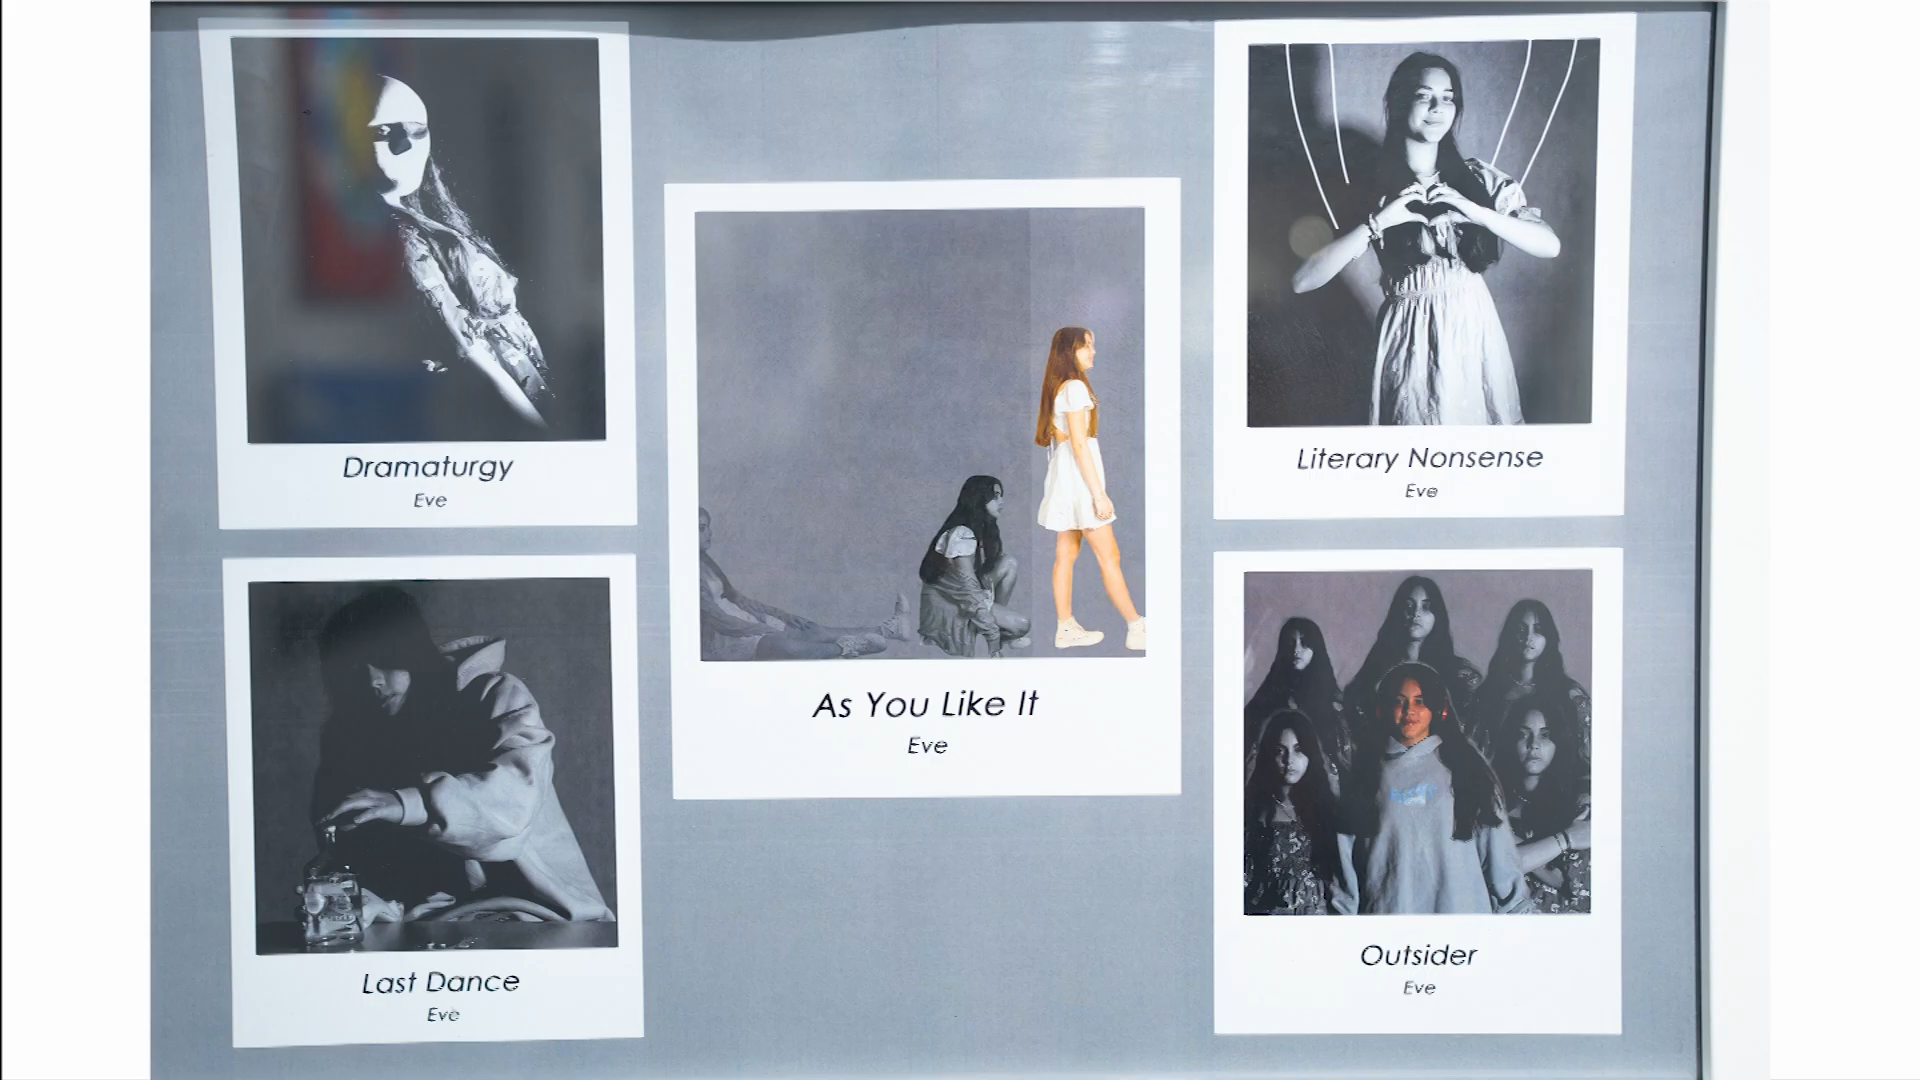 Dramaturgy
Eve
Literary Nonsense
Eve
As You Like It
Eve
Last Dance
Eve
Outsider
Eve